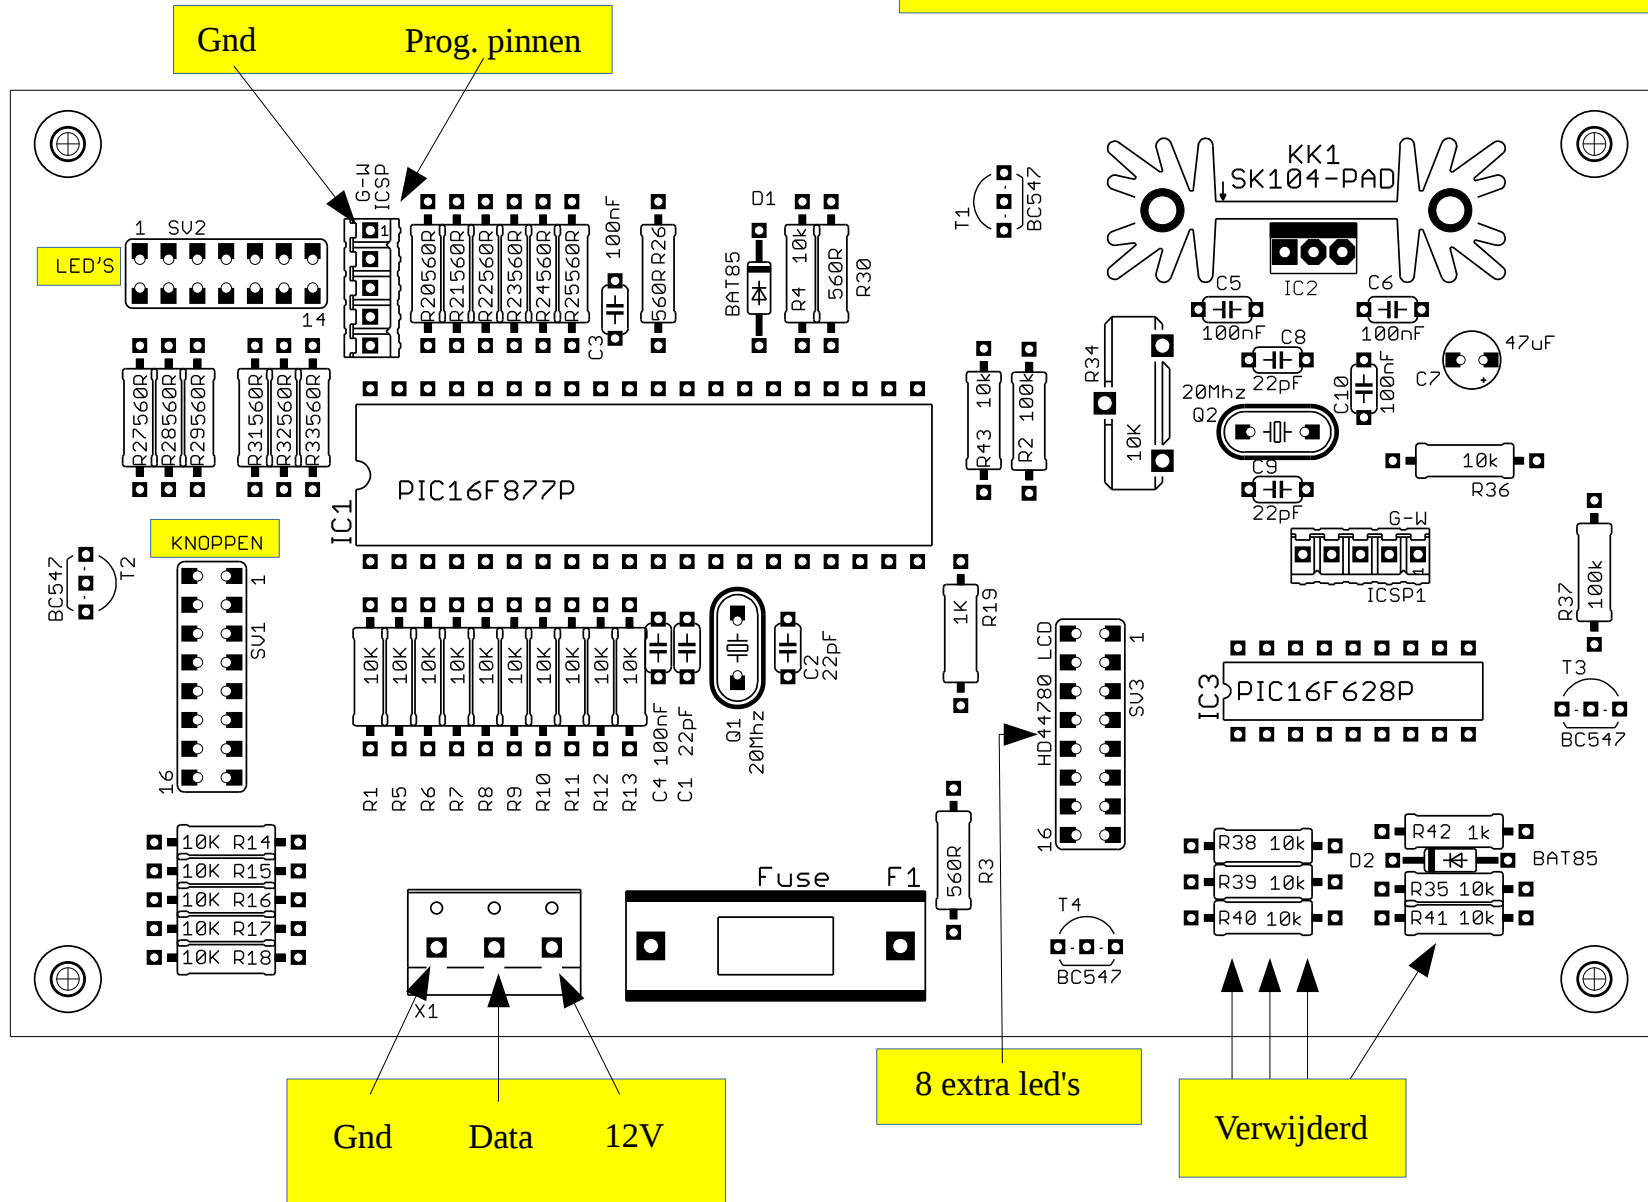 Gnd Prog. pinnen
G-W
ICSP
1
1 SV2
14
LED'S
R20560R
R21560R
R22560R
R23560R
R24560R
R25560R
100nF
C3
560R R26
D1
BAT85
R4 10k
560R
R30
T1
BC547
KK1
SK104-PAD
IC2
C5
100nF
C6
100nF
C8
22pF
C10
100nF
47uF
C7
+
R34
10K
20Mhz
Q2
C9
22pF
R43 10k
R2 100k
10k
R36
R27560R
R28560R
R29560R
R31560R
R32560R
R33560R
IC1
PIC16F877P
KNOPPEN
1
SV1
16
BC547
T2
G-W
1
ICSP1
R37
100k
10K
10K
10K
10K
10K
10K
10K
10K
10K
10K
R1
R5
R6
R7
R8
R9
R10
R11
R12
R13
C4 100nF
C1 22pF
Q1
20Mhz
C2
22pF
1K
R19
HD44780 LCD
1
SV3
16
IC3
PIC16F628P
T3
BC547
10K R14
10K R15
10K R16
10K R17
10K R18
X1
Fuse F1
560R
R3
T4
BC547
R38 10k
R39 10k
R40 10k
R42 1k
D2
BAT85
R35 10k
R41 10k
Gnd Data 12V
8 extra led's
Verwijderd